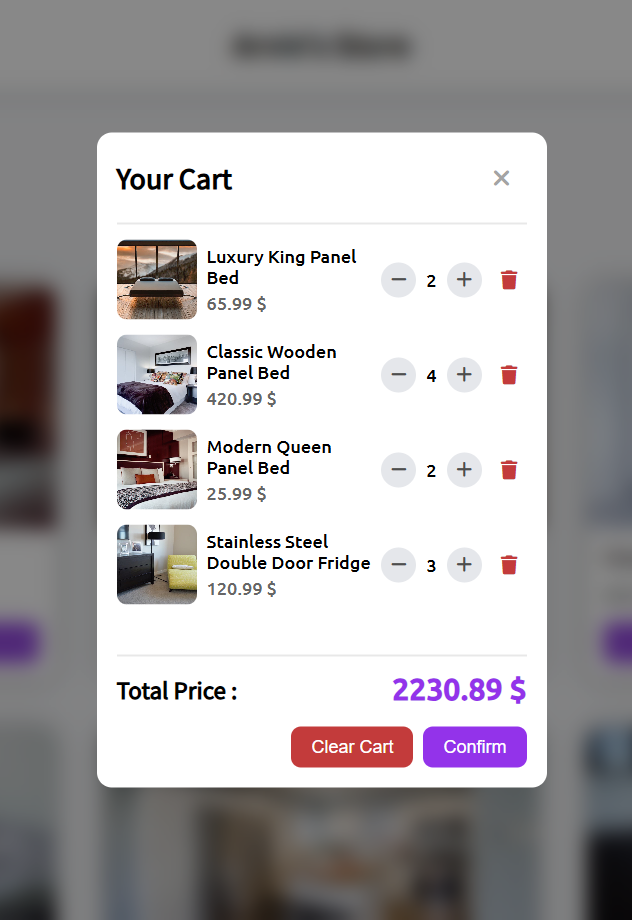 Your Cart
Luxury King Panel
Bed
65.99 $
2
Classic Wooden
Panel Bed
420.99 $
4
Modern Queen
Panel Bed
25.99 $
2
Stainless Steel
Double Door Fridge
120.99 $
3
Total Price :
2230.89 $
Clear Cart
Confirm